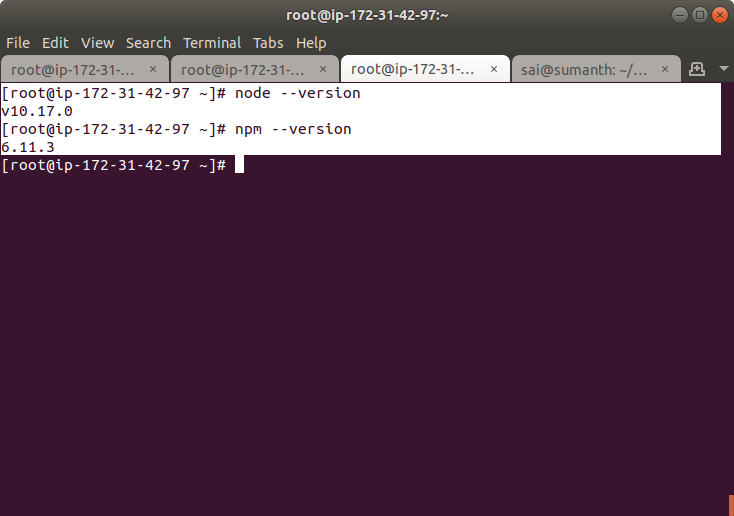 root@ip-172-31-42-97:~
File Edit View Search Terminal Tabs Help
root@ip-172-31-... × root@ip-172-31-... × root@ip-172-31-... × sai@sumanth: ~/... ×
[root@ip-172-31-42-97 ~]# node --version
v10.17.0
[root@ip-172-31-42-97 ~]# npm --version
6.11.3
[root@ip-172-31-42-97 ~]#